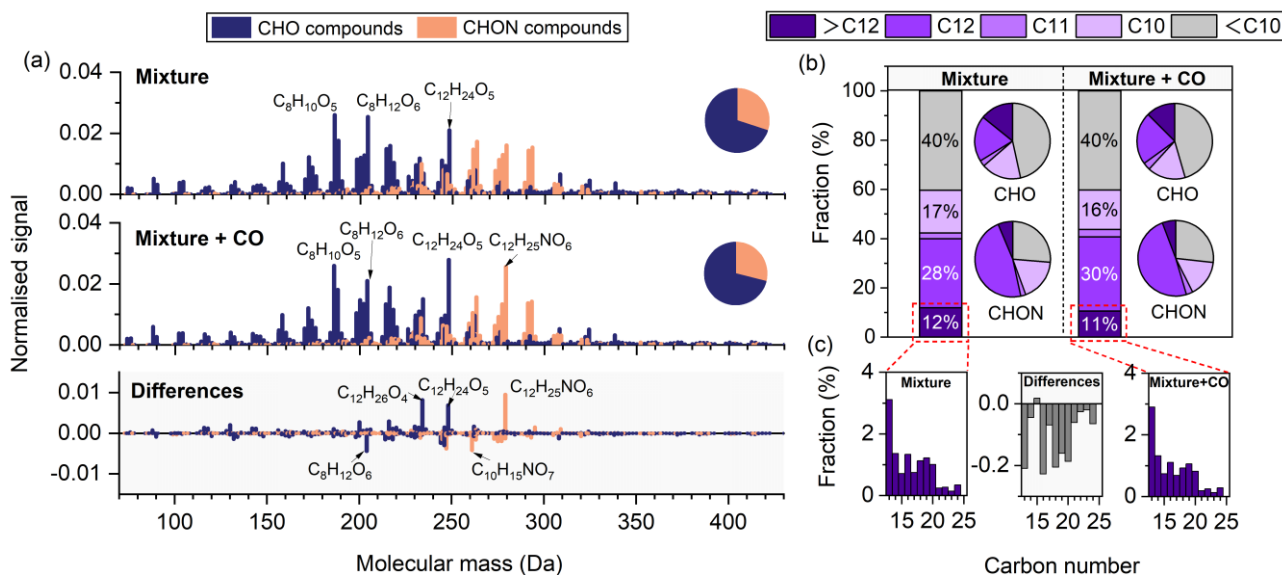 CHO compounds CHON compounds
>C12 C12 C11 C10 <C10
(a)
Mixture
C₈H₁₀O₅ C₈H₁₂O₆ C₁₂H₂₄O₅
0.04
0.02
0.00
Mixture + CO
C₈H₁₀O₅ C₈H₁₂O₆ C₁₂H₂₄O₅ C₁₂H₂₅NO₆
0.04
0.02
0.00
Differences
C₁₂H₂₆O₄ C₁₂H₂₄O₅ C₁₂H₂₅NO₆
C₈H₁₂O₆ C₁₀H₁₅NO₇
0.01
0.00
-0.01
Normalised signal
100 150 200 250 300 350 400
Molecular mass (Da)
(b)
Mixture Mixture + CO
100
80
60
40
20
0
Fraction (%)
40%
17%
28%
12%
CHO
CHON
40%
16%
30%
11%
CHO
CHON
(c)
Mixture
4
2
0
Fraction (%)
15 20 25
Differences
0.0
-0.2
15 20 25
Mixture+CO
4
2
0
15 20 25
Carbon number